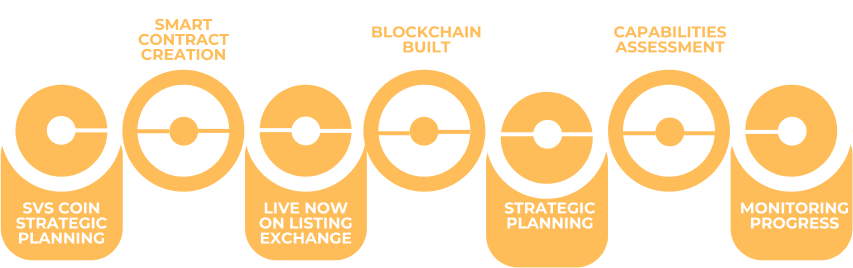 SMART
CONTRACT
CREATION
BLOCKCHAIN
BUILT
CAPABILITIES
ASSESSMENT
SVS COIN
STRATEGIC
PLANNING
LIVE NOW
ON LISTING
EXCHANGE
STRATEGIC
PLANNING
MONITORING
PROGRESS